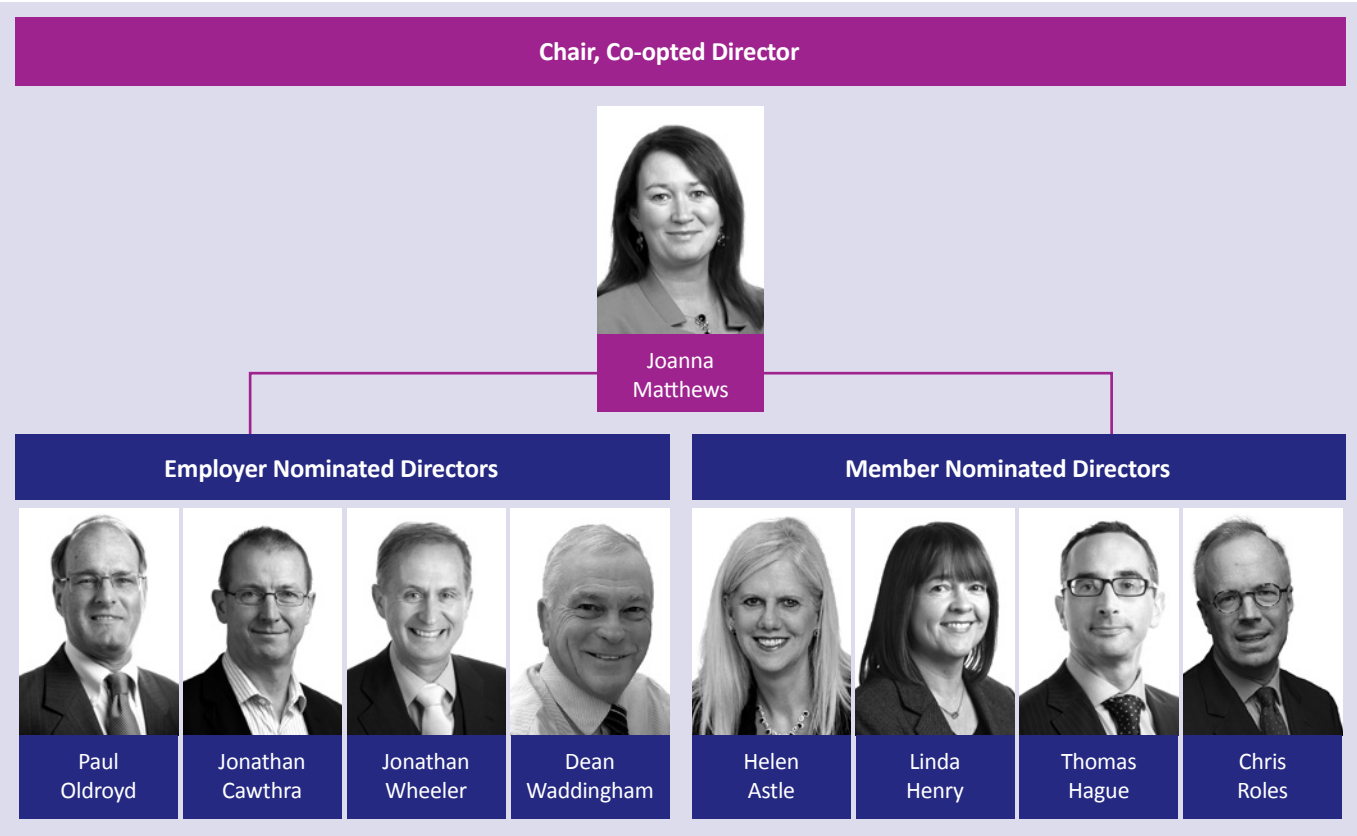 Chair, Co-opted Director
Joanna
Matthews
Employer Nominated Directors
Paul
Oldroyd
Jonathan
Cawthra
Jonathan
Wheeler
Dean
Waddingham
Member Nominated Directors
Helen
Astle
Linda
Henry
Thomas
Hague
Chris
Roles